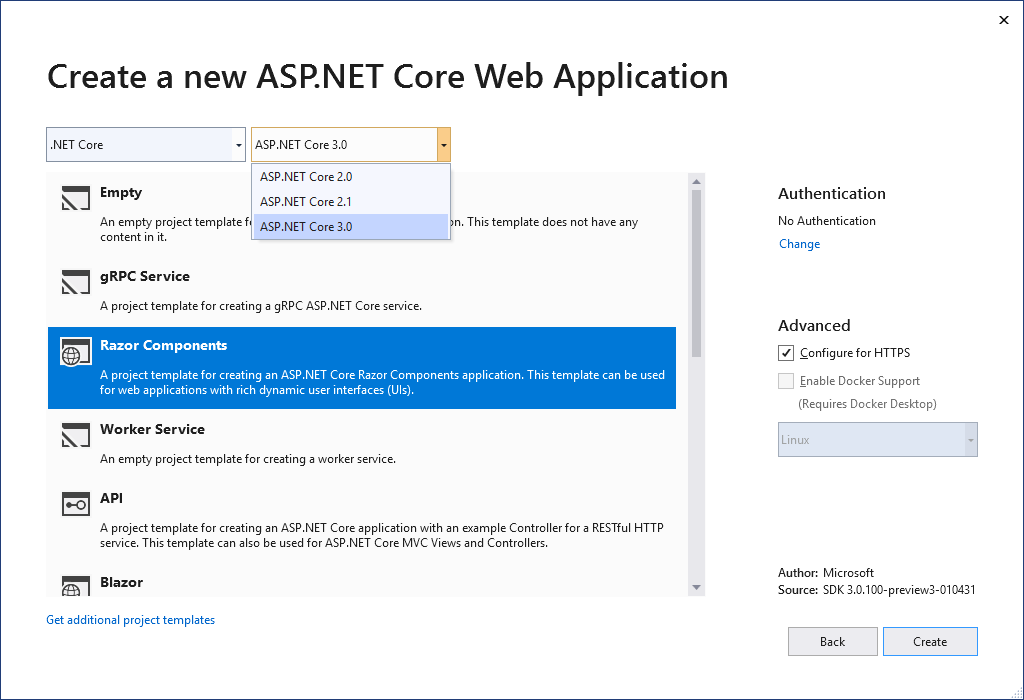 Create a new ASP.NET Core Web Application
.NET Core
ASP.NET Core 3.0
ASP.NET Core 2.0
ASP.NET Core 2.1
ASP.NET Core 3.0
Empty
An empty project template f
on. This template does not have any
content in it.
gRPC Service
A project template for creating a gRPC ASP.NET Core service.
Razor Components
A project template for creating an ASP.NET Core Razor Components application. This template can be used
for web applications with rich dynamic user interfaces (UIs).
Worker Service
An empty project template for creating a worker service.
API
A project template for creating an ASP.NET Core application with an example Controller for a RESTful HTTP
service. This template can also be used for ASP.NET Core MVC Views and Controllers.
Blazor
Get additional project templates
Authentication
No Authentication
Change
Advanced
Configure for HTTPS
Enable Docker Support
(Requires Docker Desktop)
Linux
Author: Microsoft
Source: SDK 3.0.100-preview3-010431
Back
Create